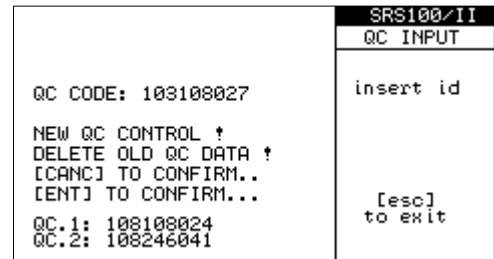 SRS100/II
QC INPUT
insert id
QC CODE: 103108027
NEW QC CONTROL !
DELETE OLD QC DATA !
[CANC] TO CONFIRM..
[ENT] TO CONFIRM...
QC.1: 108108024
QC.2: 108246041
[esc]
to exit